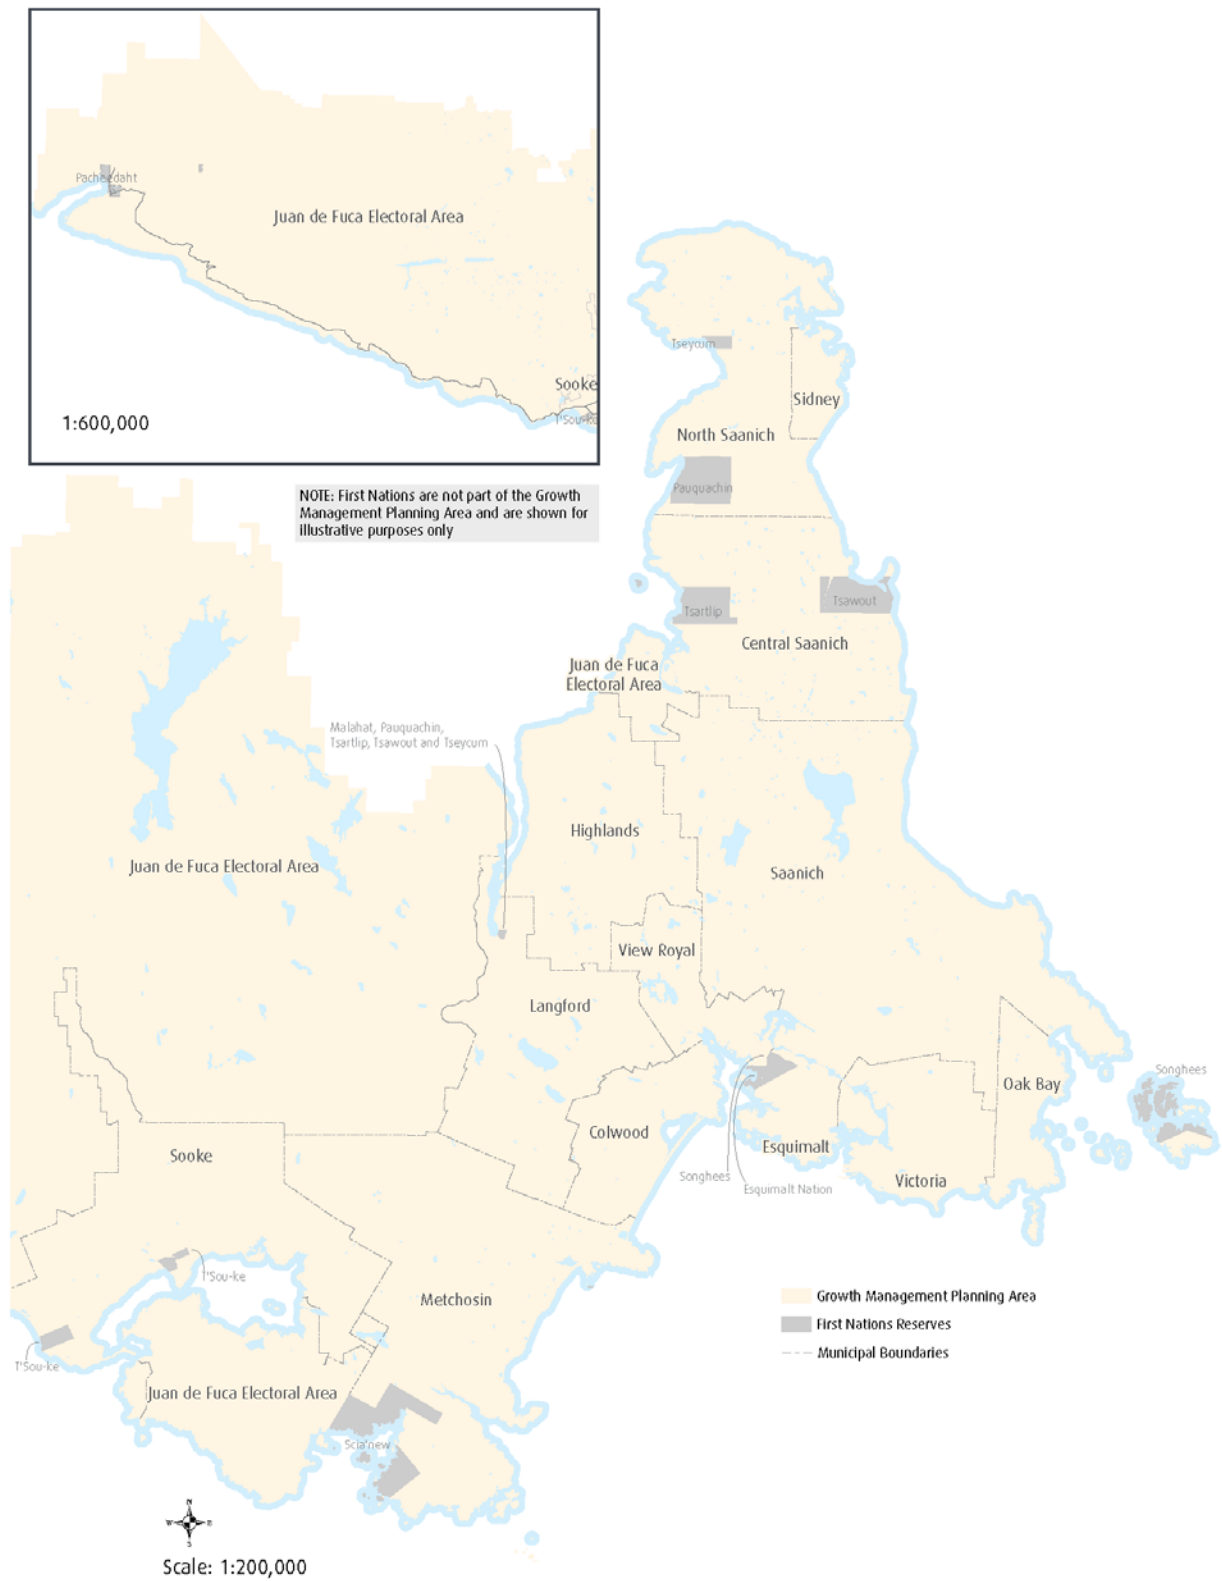 Pacheedaht
Juan de Fuca Electoral Area
Sooke
T'Sou-ke
1:600,000
NOTE: First Nations are not part of the Growth
Management Planning Area and are shown for
illustrative purposes only
Tseycum
Sidney
North Saanich
Pauquachin
Tsartlip
Tsawout
Central Saanich
Juan de Fuca
Electoral Area
Malahat, Pauquachin,
Tsartlip, Tsawout and Tseycum
Highlands
Juan de Fuca Electoral Area
Saanich
View Royal
Langford
Songhees
Oak Bay
Colwood
Esquimalt
Sooke
Songhees
Esquimalt Nation
Victoria
T'Sou-ke
Metchosin
Growth Management Planning Area
First Nations Reserves
Municipal Boundaries
T'Sou-ke
Juan de Fuca Electoral Area
Scia'new
N
W
E
S
Scale: 1:200,000